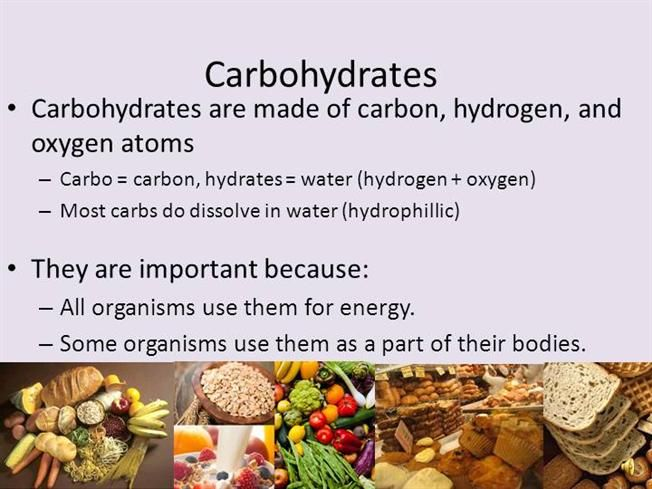 Carbohydrates
• Carbohydrates are made of carbon, hydrogen, and
oxygen atoms
– Carbo = carbon, hydrates = water (hydrogen + oxygen)
– Most carbs do dissolve in water (hydrophillic)
• They are important because:
– All organisms use them for energy.
– Some organisms use them as a part of their bodies.